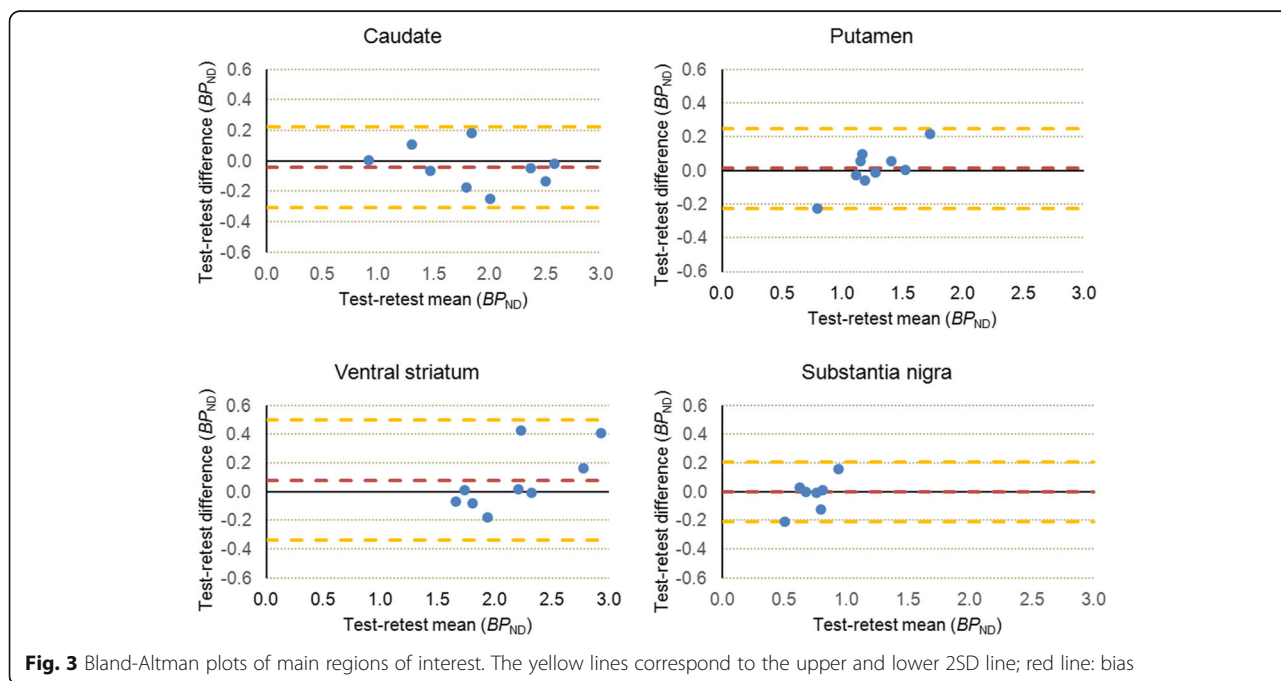 Caudate
Test-retest difference (BPND)
0.6
0.4
0.2
0.0
-0.2
-0.4
-0.6
0.0 0.5 1.0 1.5 2.0 2.5 3.0
Test-retest mean (BPND)
Putamen
Test-retest difference (BPND)
0.6
0.4
0.2
0.0
-0.2
-0.4
-0.6
0.0 0.5 1.0 1.5 2.0 2.5 3.0
Test-retest mean (BPND)
Ventral striatum
Test-retest difference (BPND)
0.6
0.4
0.2
0.0
-0.2
-0.4
-0.6
0.0 0.5 1.0 1.5 2.0 2.5 3.0
Test-retest mean (BPND)
Substantia nigra
Test-retest difference (BPND)
0.6
0.4
0.2
0.0
-0.2
-0.4
-0.6
0.0 0.5 1.0 1.5 2.0 2.5 3.0
Test-retest mean (BPND)
Fig. 3 Bland-Altman plots of main regions of interest. The yellow lines correspond to the upper and lower 2SD line; red line: bias